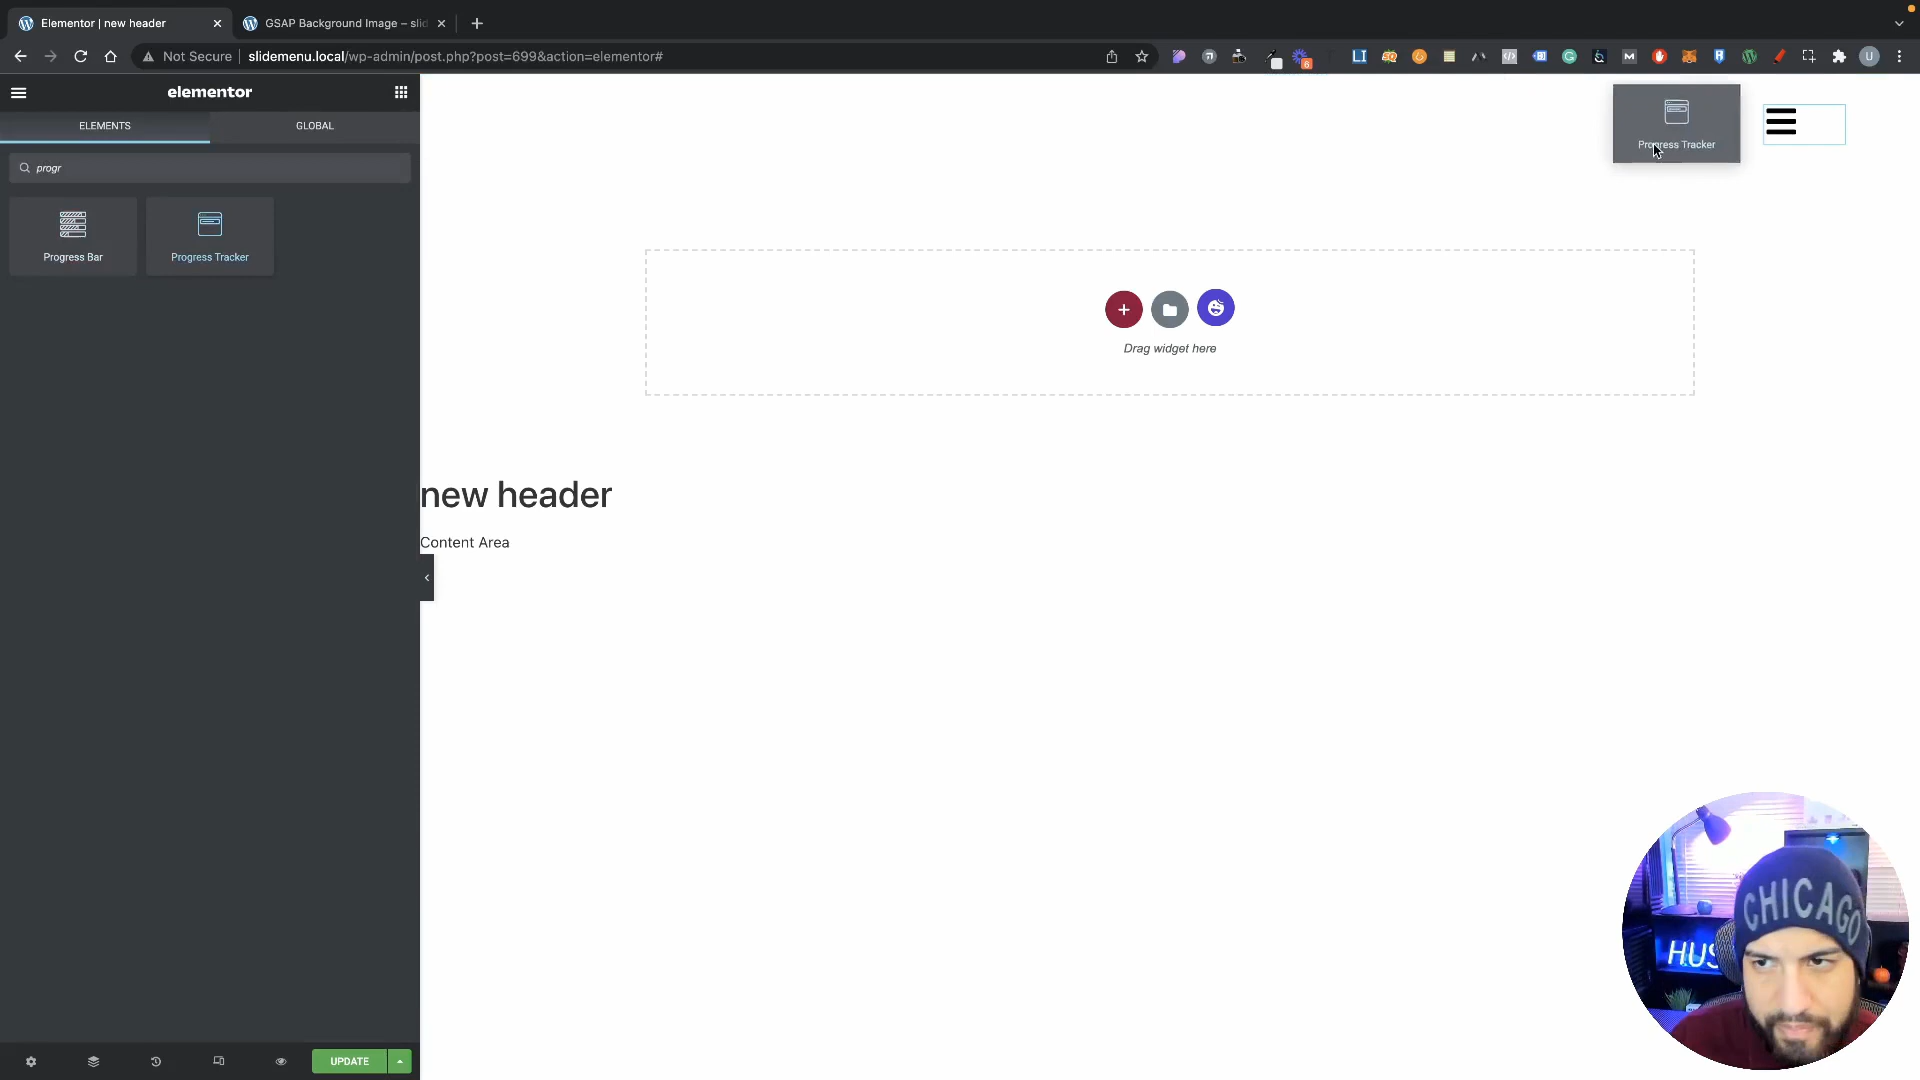 Elementor | new header
GSAP Background Image – slid
Not Secure
slidemenu.local/wp-admin/post.php?post=699&action=elementor#
6
U
elementor
ELEMENTS
GLOBAL
progr
Progress Bar
Progress Tracker
Progress Tracker
Drag widget here
new header
Content Area
CHICAGO
HUS
UPDATE